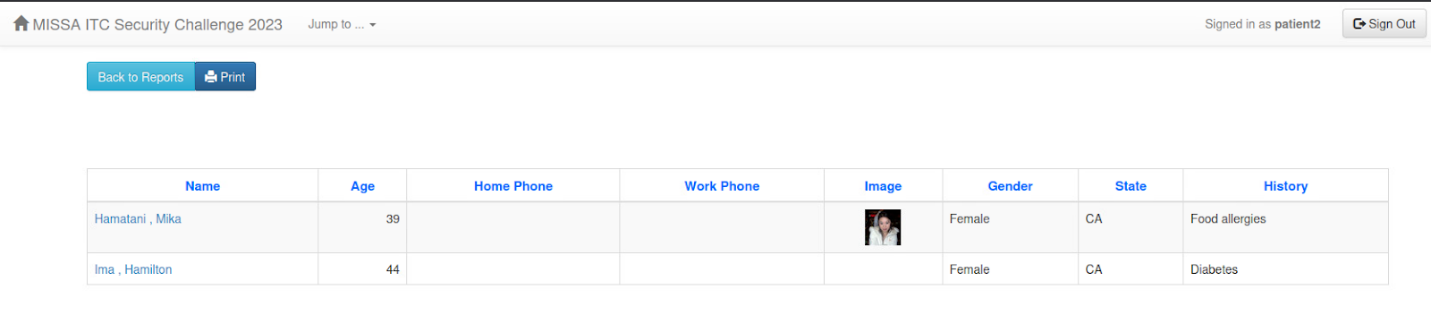 MISSA ITC Security Challenge 2023 Jump to ... Signed in as patient2 Sign Out
Back to Reports Print
Name Age Home Phone Work Phone Image Gender State History
Hamatani , Mika 39 Female CA Food allergies
Ima , Hamilton 44 Female CA Diabetes